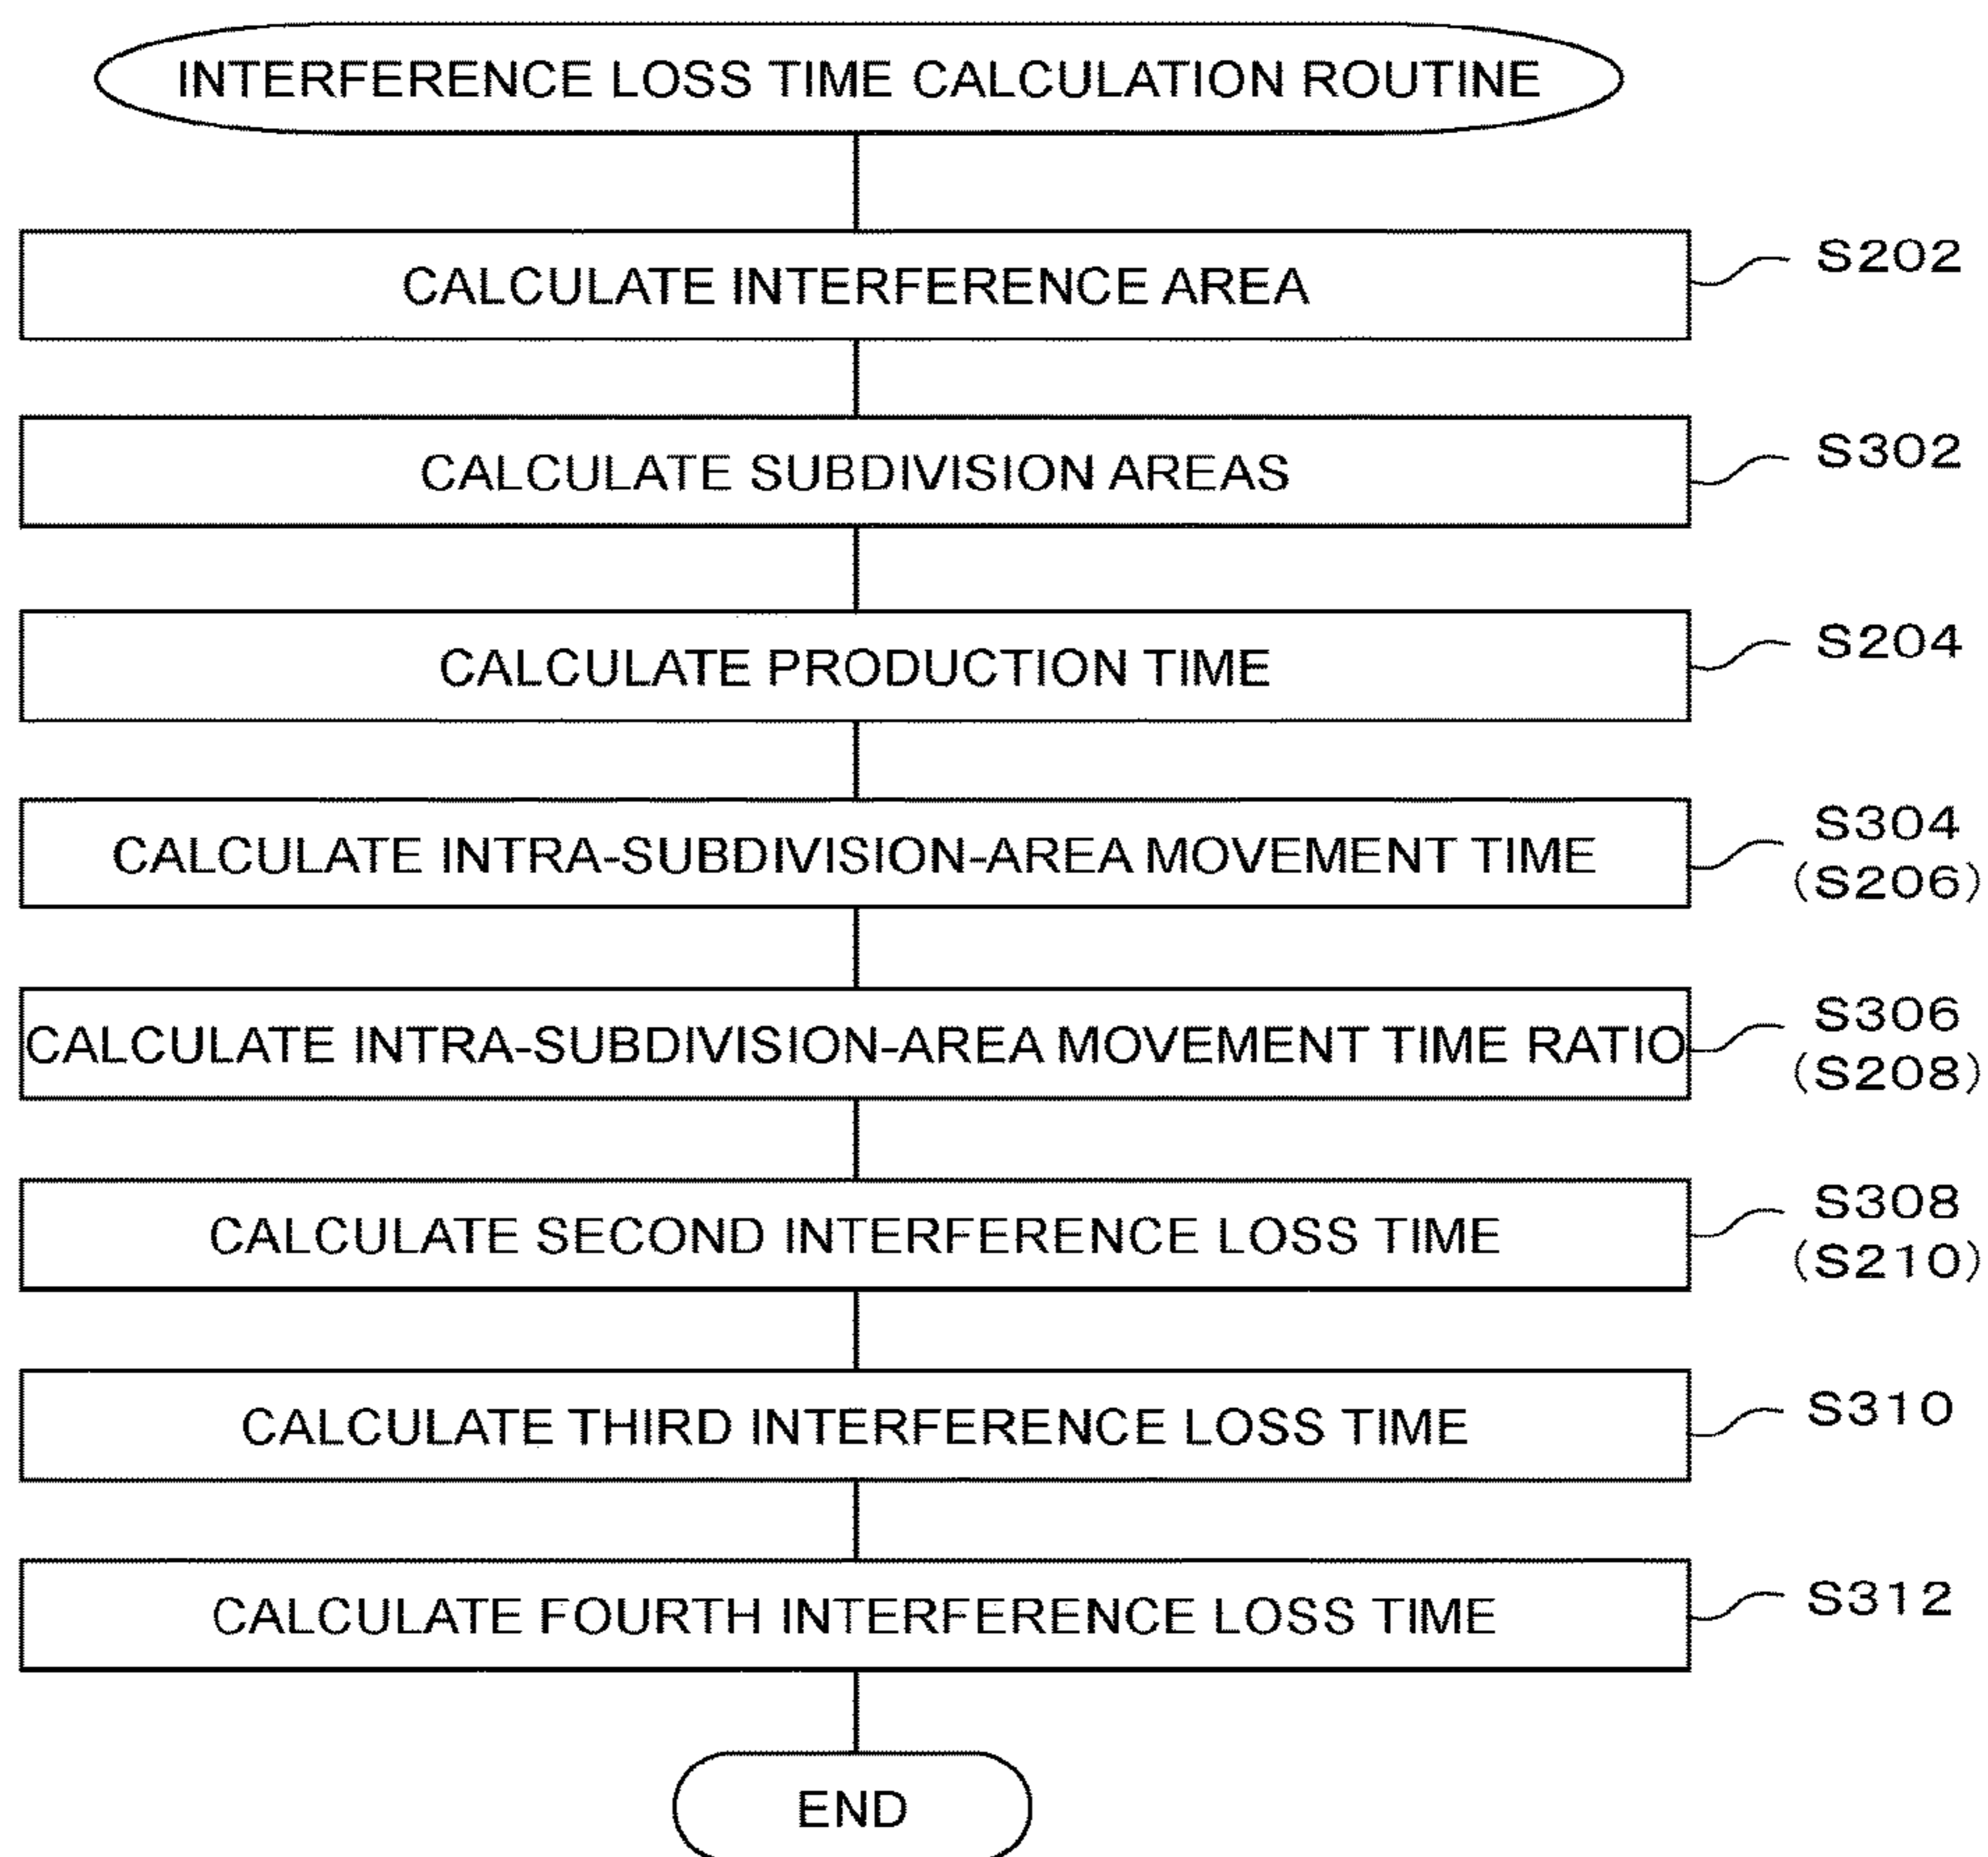 INTERFERENCE LOSS TIME CALCULATION ROUTINE
CALCULATE INTERFERENCE AREA
S202
CALCULATE SUBDIVISION AREAS
S302
CALCULATE PRODUCTION TIME
S204
CALCULATE INTRA-SUBDIVISION-AREA MOVEMENT TIME
S304
(S206)
CALCULATE INTRA-SUBDIVISION-AREA MOVEMENT TIME RATIO
S306
(S208)
CALCULATE SECOND INTERFERENCE LOSS TIME
S308
(S210)
CALCULATE THIRD INTERFERENCE LOSS TIME
S310
CALCULATE FOURTH INTERFERENCE LOSS TIME
S312
END